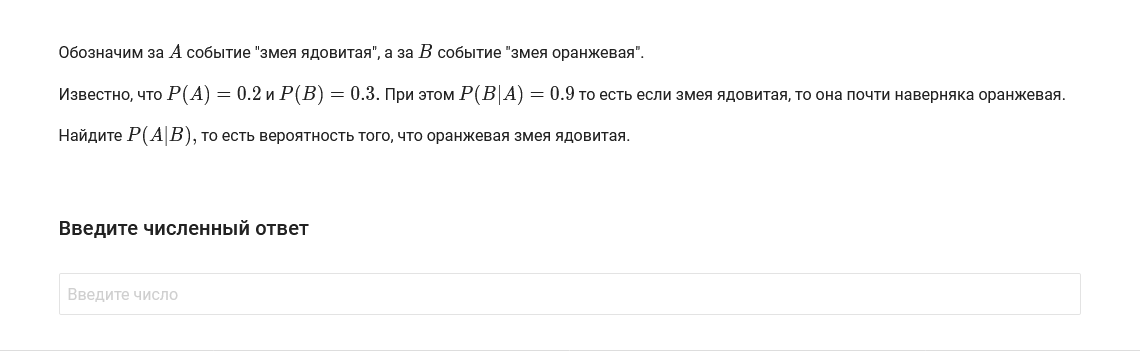 Обозначим за A событие "змея ядовитая", а за B событие "змея оранжевая".
Известно, что P(A) = 0.2 и P(B) = 0.3. При этом P(B|A) = 0.9 то есть если змея ядовитая, то она почти наверняка оранжевая.
Найдите P(A|B), то есть вероятность того, что оранжевая змея ядовитая.
Введите численный ответ
Введите число